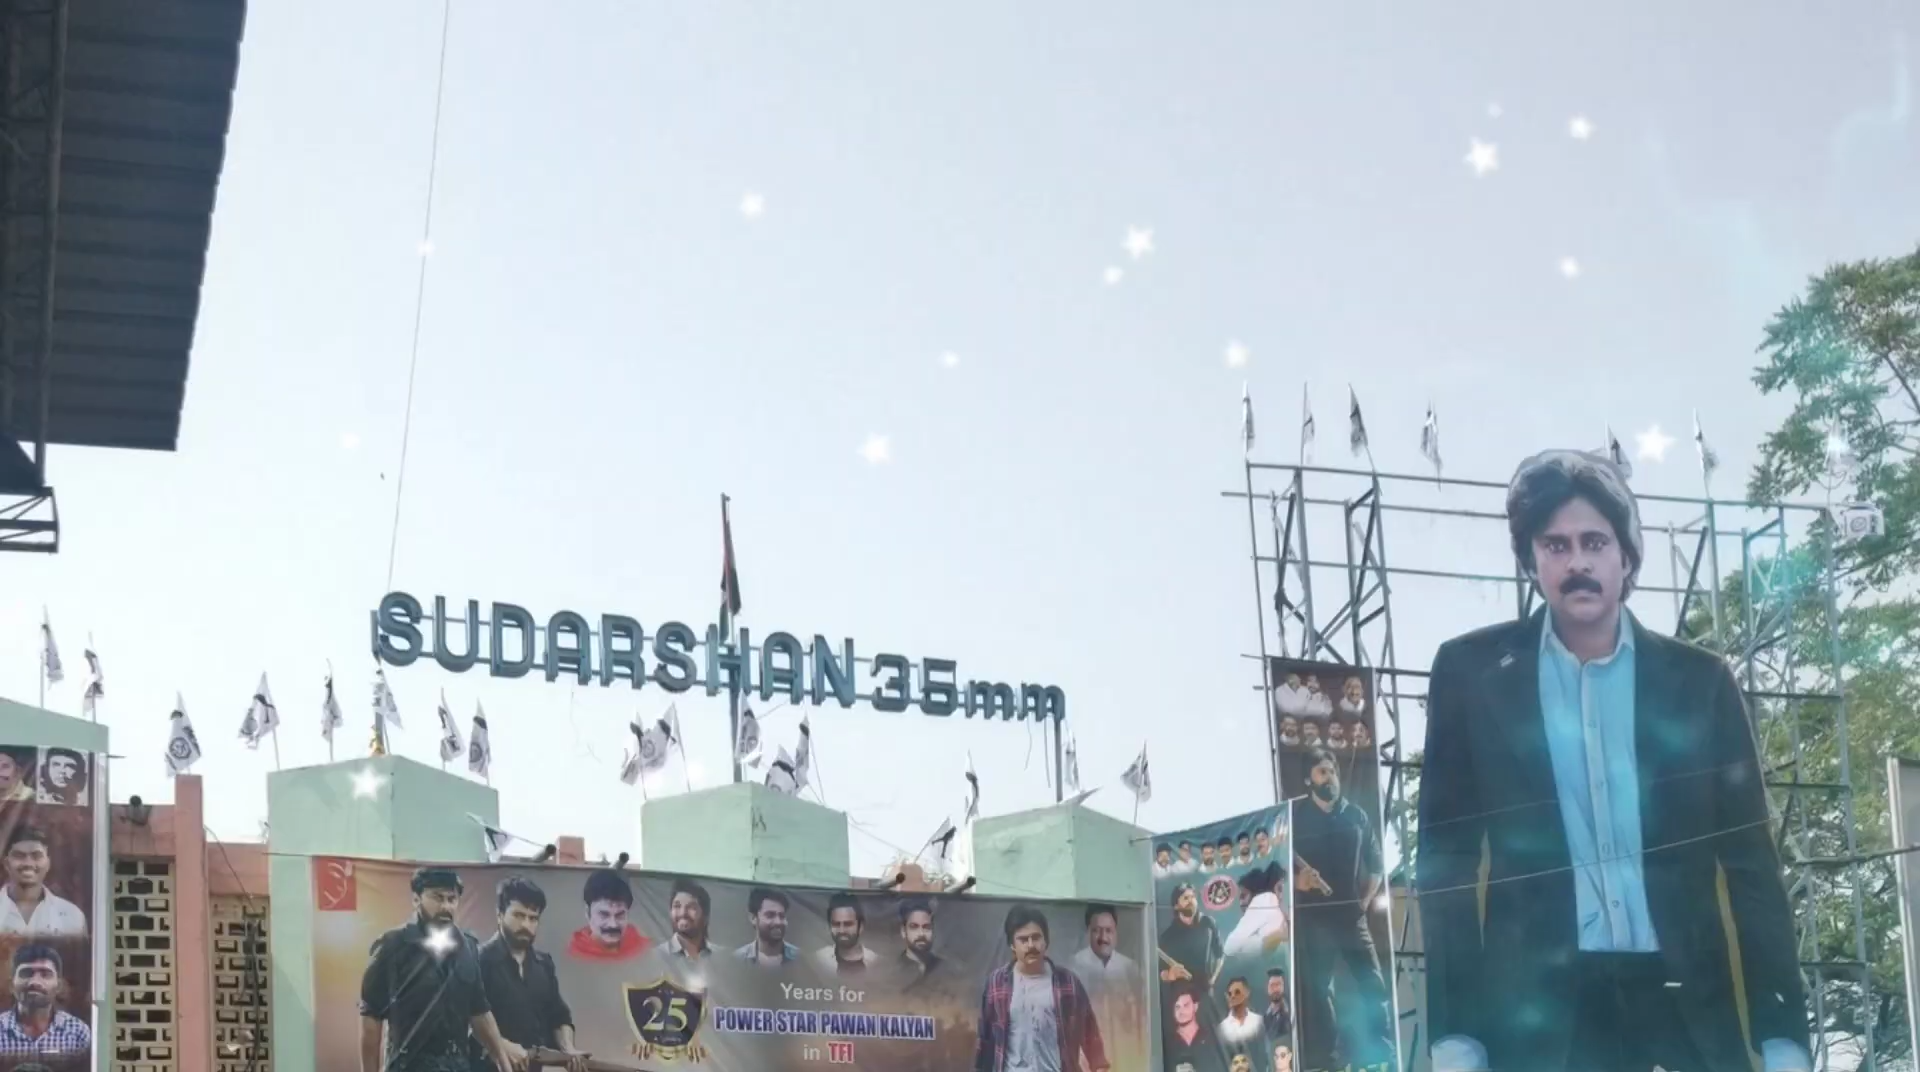 SUDARSHAN 35mm
25
Years for
POWER STAR PAWAN KALYAN
in TFI